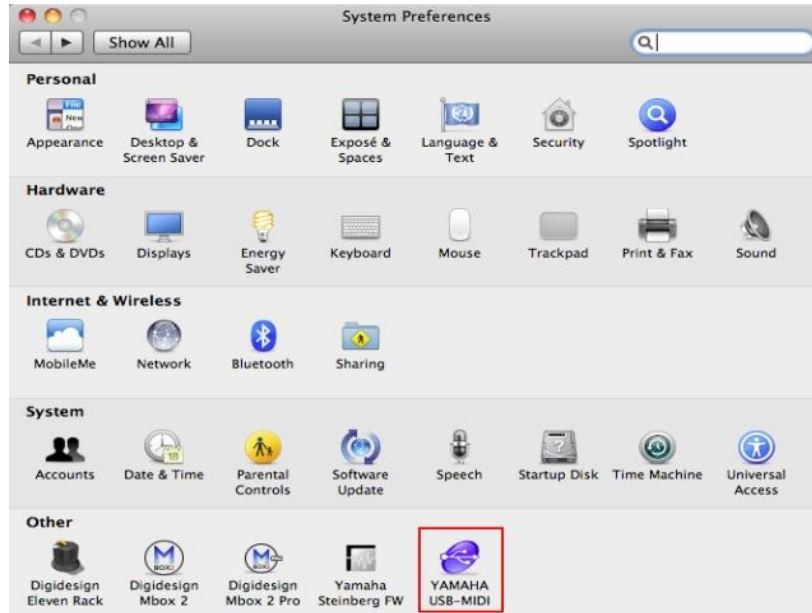 System Preferences
Show All
Personal
File
New
Appearance
Desktop &
Screen Saver
Dock
Exposé &
Spaces
Language &
Text
Security
Spotlight
Hardware
CDs & DVDs
Displays
Energy
Saver
Keyboard
Mouse
Trackpad
Print & Fax
Sound
Internet & Wireless
MobileMe
Network
Bluetooth
Sharing
System
Accounts
18
Date & Time
Parental
Controls
Software
Update
Speech
Startup Disk
Time Machine
Universal
Access
Other
Digidesign
Eleven Rack
Digidesign
Mbox 2
Digidesign
Mbox 2 Pro
Yamaha
Steinberg FW
YAMAHA
USB-MIDI